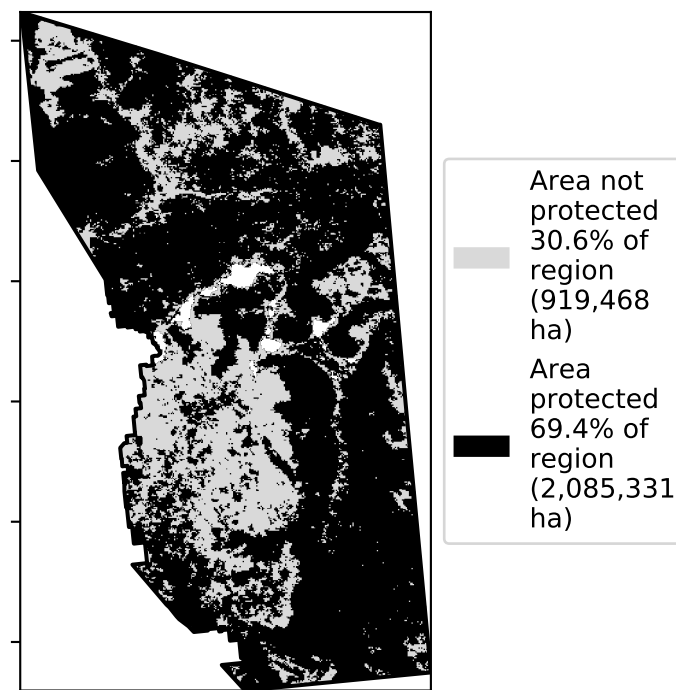 Area not
protected
30.6% of
region
(919,468
ha)
Area
protected
69.4% of
region
(2,085,331
ha)